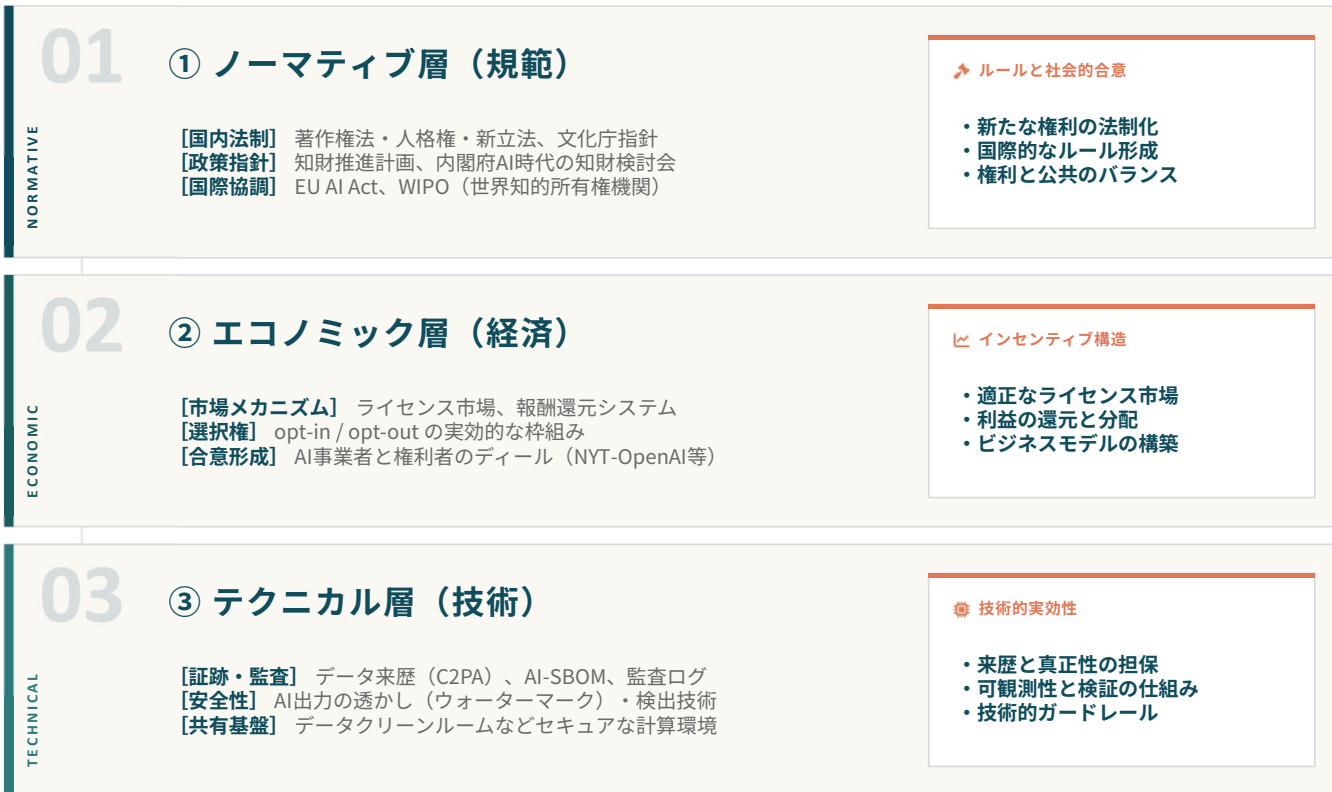 01
① ノーマティブ層（規範）
NORMATIVE
［国内法制］ 著作権法・人格権・新立法、文化庁指針
［政策指針］ 知財推進計画、内閣府AI時代の知財検討会
［国際協調］ EU AI Act、WIPO（世界知的所有権機関）
ルールと社会的合意
・新たな権利の法制化
・国際的なルール形成
・権利と公共のバランス
02
② エコノミック層（経済）
ECONOMIC
［市場メカニズム］ ライセンス市場、報酬還元システム
［選択権］ opt-in / opt-out の実効的な枠組み
［合意形成］ AI事業者と権利者のディール（NYT-OpenAI等）
インセンティブ構造
・適正なライセンス市場
・利益の還元と分配
・ビジネスモデルの構築
03
③ テクニカル層（技術）
TECHNICAL
［証跡・監査］ データ来歴（C2PA）、AI-SBOM、監査ログ
［安全性］ AI出力の透かし（ウォーターマーク）・検出技術
［共有基盤］ データクリーンルームなどセキュアな計算環境
技術的実効性
・来歴と真正性の担保
・可観測性と検証の仕組み
・技術的ガードレール